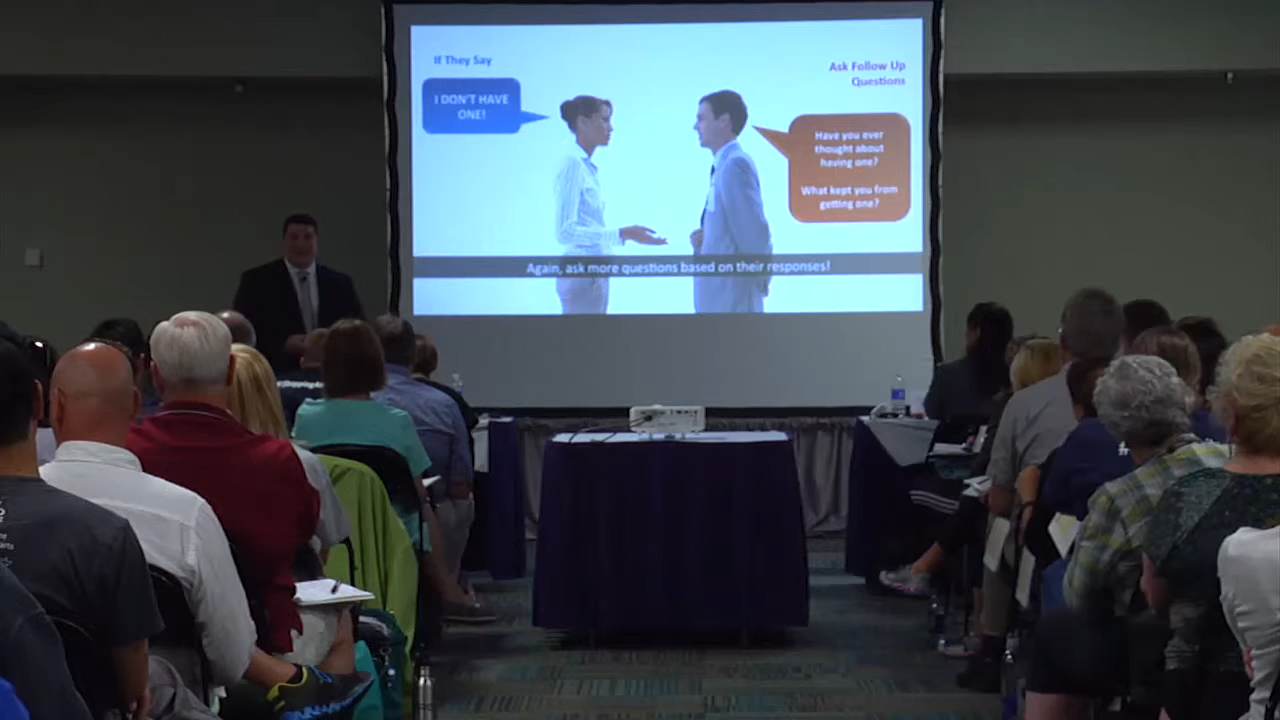 If They Say
I DON'T HAVE
ONE!
Ask Follow Up
Questions
Have you ever
thought about
having one?
What kept you from
getting one?
Again, ask more questions based on their responses!